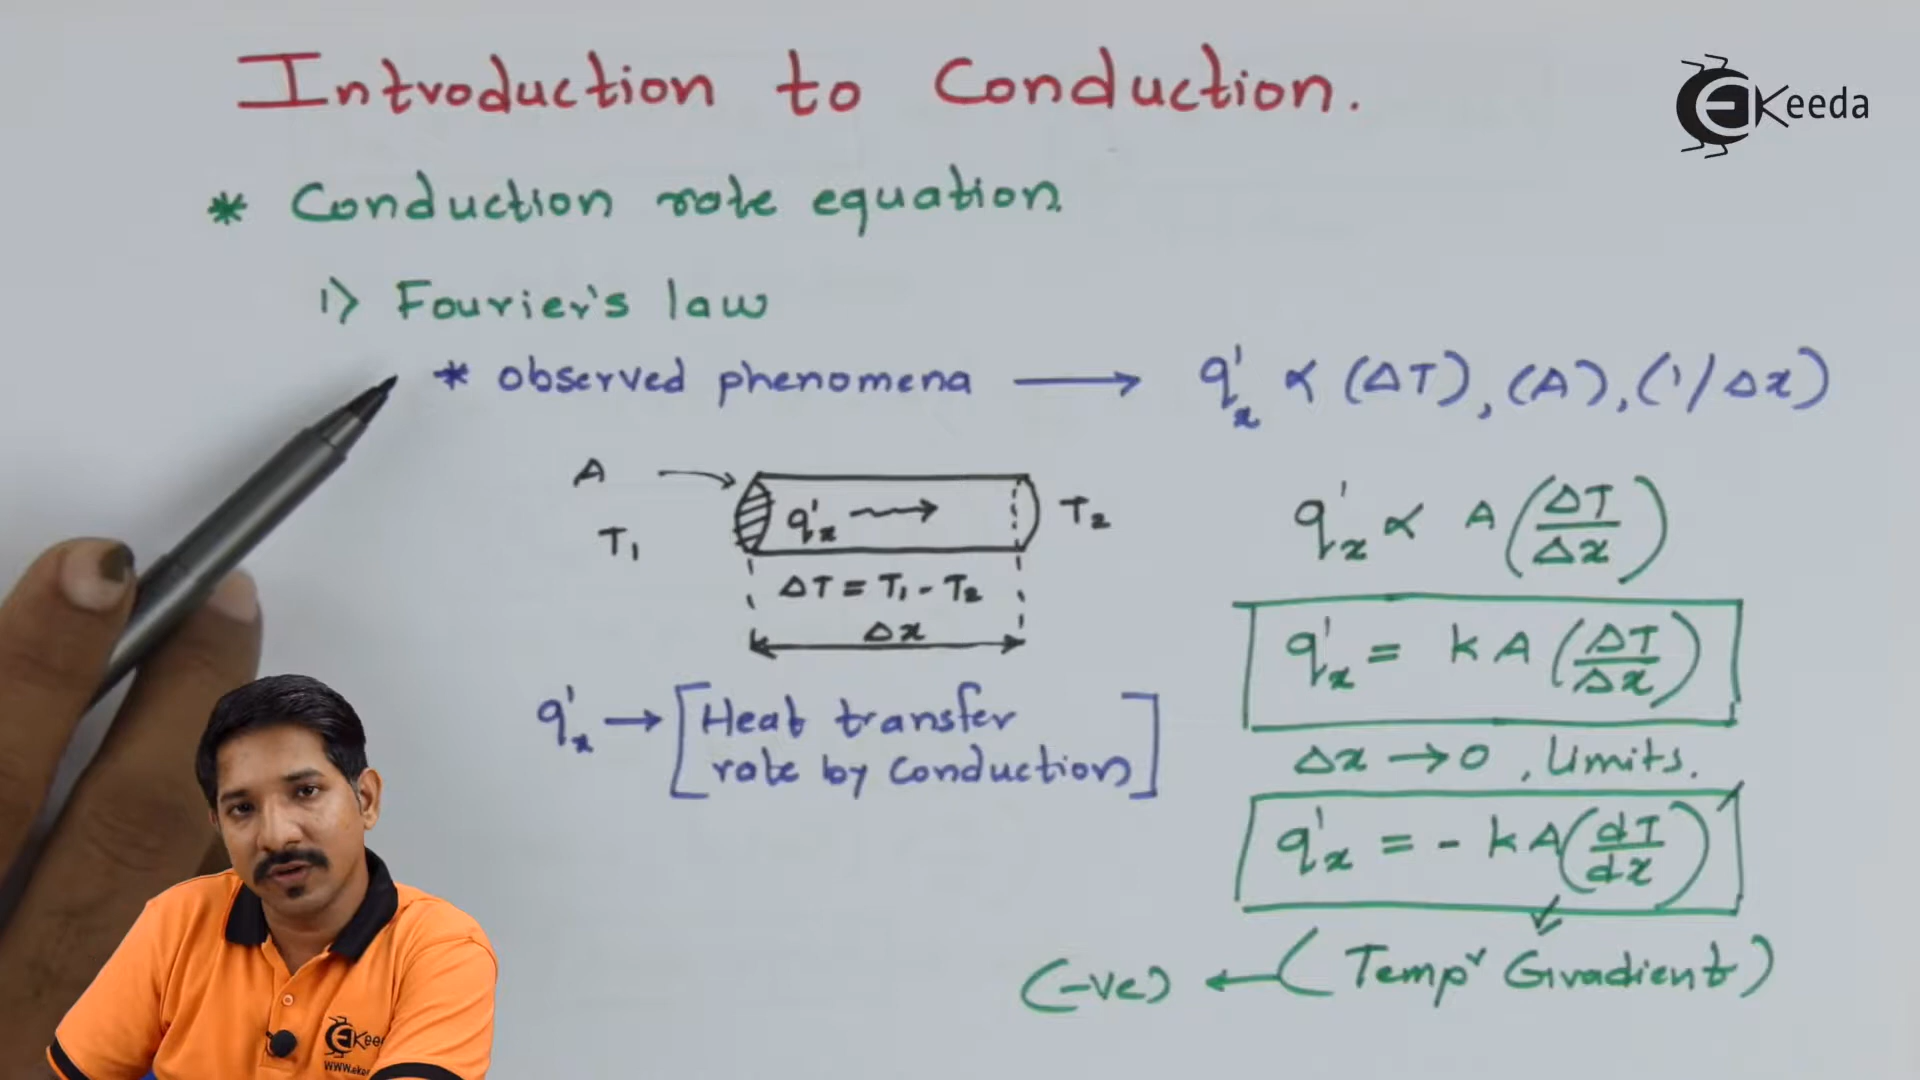 Introduction to Conduction.
EKeeda
* Conduction rate equation.
1) Fourier's law
* observed phenomena → q'x ∝ (ΔT), (A), (1/Δx)
A
T1
q'x
T2
ΔT = T1 - T2
Δx
q'x → [Heat transfer
rate by conduction]
q'x ∝ A(ΔT/Δx)
q'x = kA(ΔT/Δx)
Δx → 0, Limits.
q'x = -kA(dT/dx)
(-ve) ← (Tempr Gradient)